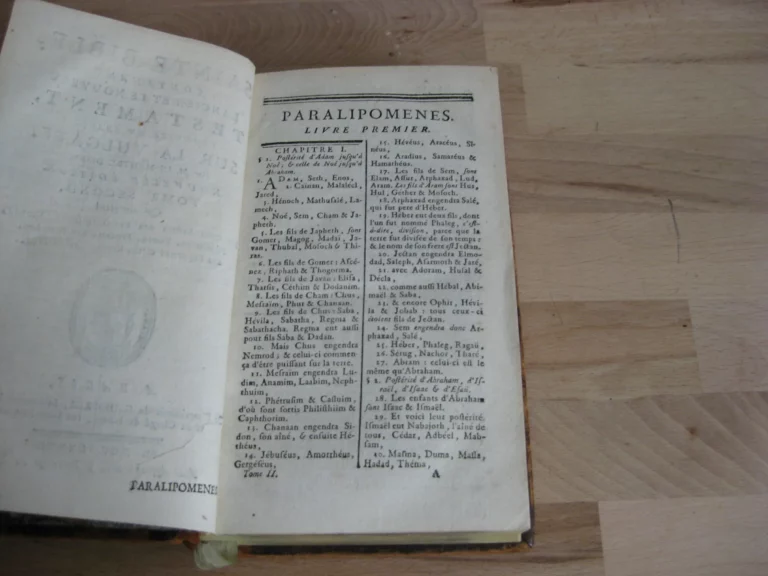 PARALIPOMENES.
LIVRE PREMIER.
CHAPITRE I.
§ 1. Postérité d'Adam jusqu'à
Noé ; & celle de Noé jusqu'à
Abraham.
1. ADAM, Seth, Enos,
2. Caïnan, Malaléel,
Jared,
3. Hénoch, Mathusalé, La-
mech,
4. Noé, Sem, Cham & Ja-
pheth.
5. Les fils de Japheth, sont
Gomer, Magog, Madai, Ja-
van, Thubal, Mosoch & Thi-
ras.
6. Les fils de Gomer : Ascé-
nez, Riphath & Thogorma.
7. Les fils de Javan : Elisa,
Tharsis, Céthim & Dodanim.
8. Les fils de Cham : Chus,
Mesraïm, Phut & Chanaan.
9. Les fils de Chus : Saba,
Hévila, Sabatha, Regma &
Sabathacha. Regma eut aussi
pour fils Saba & Dadan.
10. Mais Chus engendra
Nemrod ; & celui-ci commen-
ça d'être puissant sur la terre.
11. Mesraïm engendra Lu-
dim, Anamim, Laabim, Neph-
thuim,
12. Phétrusim & Casluim,
d'où sont sortis Philisthiim &
Caphthorim.
13. Chanaan engendra Si-
don, son aîné, & ensuite Hé-
théus,
14. Jébuséus, Amorrhéus,
Gergéséus,
Tome II.
15. Hévéus, Aracéus, Si-
néus,
16. Aradius, Samaréus &
Hamathéus.
17. Les fils de Sem, sont
Elam, Assur, Arphaxad, Lud,
Aram. Les fils d'Aram sont Hus,
Hul, Géther & Mosoch.
18. Arphaxad engendra Salé,
qui fut pere d'Héber.
19. Héber eut deux fils, dont
l'un fut nommé Phaleg, c'est-
à-dire, division, parce que la
terre fut divisée de son temps :
& le nom de son frere est Jectan.
20. Jectan engendra Elmo-
dad, Saleph, Asarmoth & Jaré,
21. avec Adoram, Husal &
Décla,
22. comme aussi Hébal, Abi-
maël & Saba,
23. & encore Ophir, Hévi-
la & Jobab : tous ceux-ci
étoient fils de Jectan.
24. Sem engendra donc Ar-
phaxad, Salé,
25. Héber, Phaleg, Ragaü,
26. Sérug, Nachor, Tharé,
27. Abram : celui-ci est le
même qu'Abraham.
§ 2. Postérité d'Abraham, d'Is-
raël, d'Isaac & d'Esaü.
28. Les enfants d'Abraham
sont Isaac & Ismaël.
29. Et voici leur postérité.
Ismaël eut Nabaioth, l'aîné de
tous, Cédar, Adbéel, Mab-
sam,
30. Masma, Duma, Massa,
Hadad, Théma,
A
PARALIPOMENES